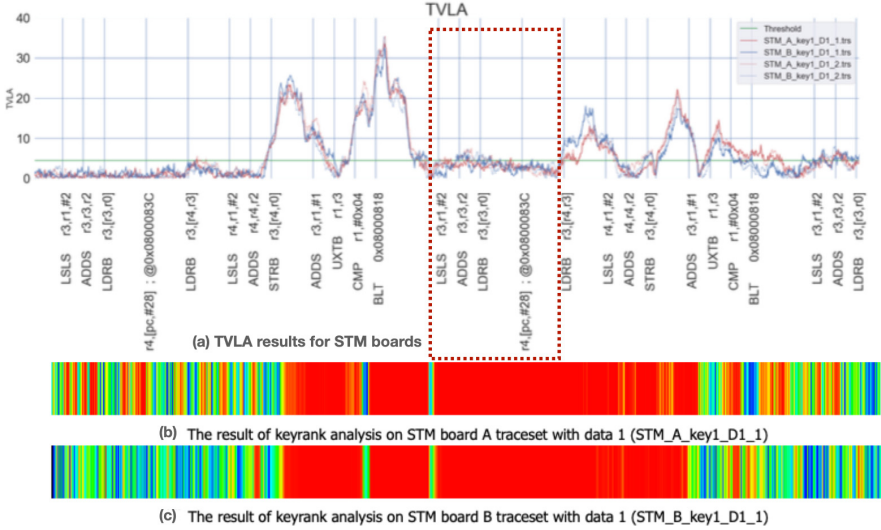 TVLA
40
30
20
10
0
TVLA
Threshold
STM_A_key1_D1_1.trs
STM_B_key1_D1_1.trs
STM_A_key1_D1_2.trs
STM_B_key1_D1_2.trs
LSLS r3,r1,#2
ADDS r3,r3,r2
LDRB r3,[r3,r0]
r4,[pc,#28] ; @0x0800083C
LDRB r3,[r4,r3]
LSLS r4,r1,#2
ADDS r4,r4,r2
STRB r3,[r4,r0]
ADDS r3,r1,#1
UXTB r1,r3
CMP r1,#0x04
BLT 0x08000818
LSLS r3,r1,#2
ADDS r3,r3,r2
LDRB r3,[r3,r0]
r4,[pc,#28] ; @0x0800083C
LDRB r3,[r4,r3]
LSLS r4,r1,#2
ADDS r4,r4,r2
STRB r3,[r4,r0]
ADDS r3,r1,#1
UXTB r1,r3
CMP r1,#0x04
BLT 0x08000818
LSLS r3,r1,#2
ADDS r3,r3,r2
LDRB r3,[r3,r0]
(a) TVLA results for STM boards
(b) The result of keyrank analysis on STM board A traceset with data 1 (STM_A_key1_D1_1)
(c) The result of keyrank analysis on STM board B traceset with data 1 (STM_B_key1_D1_1)